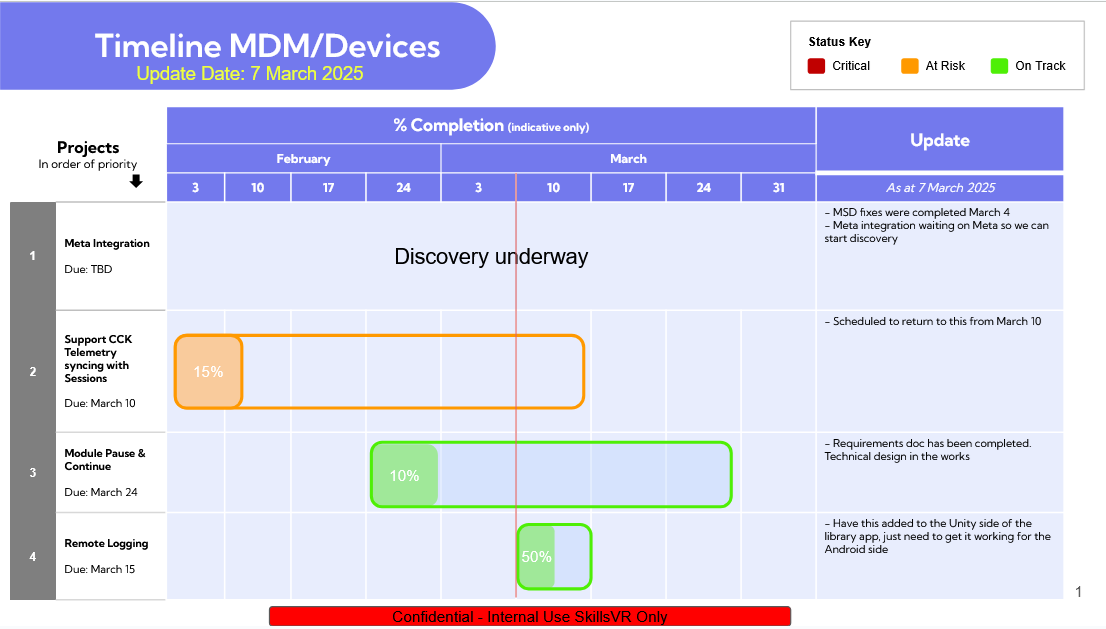 Timeline MDM/Devices
Update Date: 7 March 2025
Status Key
Critical
At Risk
On Track
Projects
In order of priority
% Completion (indicative only)
Update
February
March
3
10
17
24
3
10
17
24
31
As at 7 March 2025
1
Meta Integration
Due: TBD
Discovery underway
- MSD fixes were completed March 4
- Meta integration waiting on Meta so we can
start discovery
2
Support CCK
Telemetry
syncing with
Sessions
Due: March 10
15%
- Scheduled to return to this from March 10
3
Module Pause &
Continue
Due: March 24
10%
- Requirements doc has been completed.
Technical design in the works
4
Remote Logging
Due: March 15
50%
- Have this added to the Unity side of the
library app, just need to get it working for the
Android side
1
Confidential - Internal Use SkillsVR Only